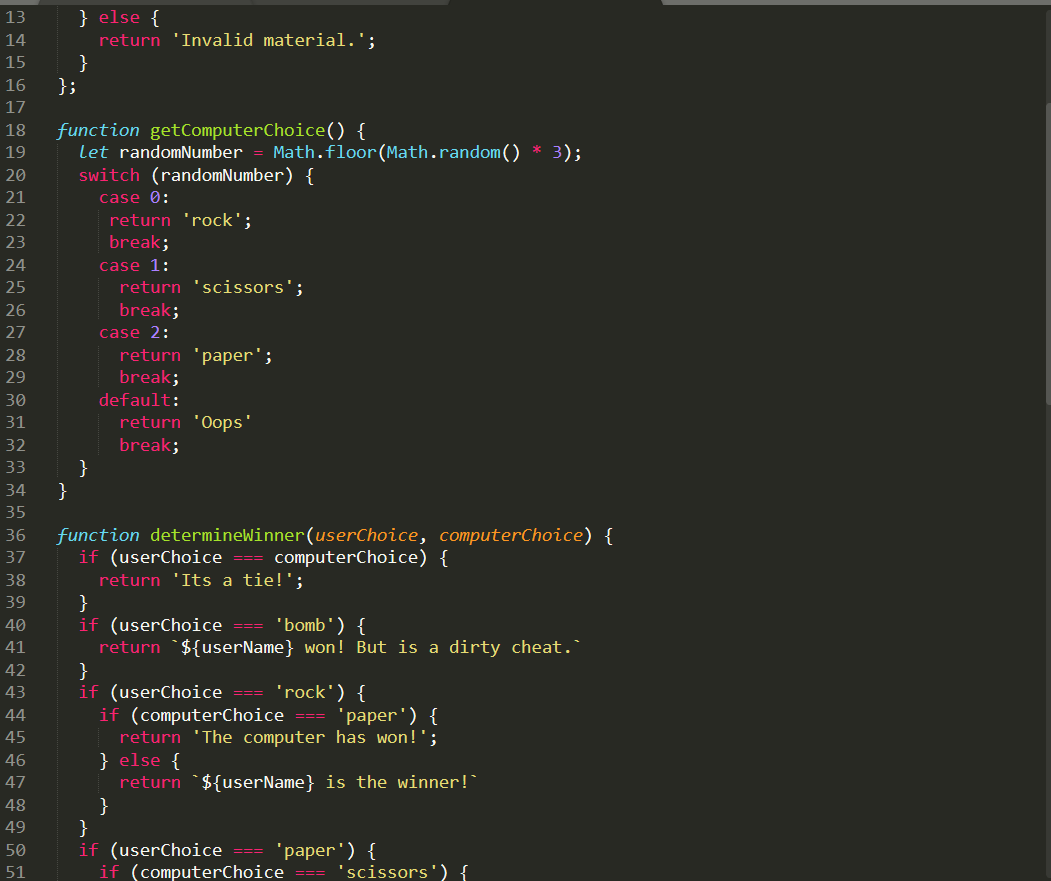 13 } else {
14 return 'Invalid material.';
15 }
16 };
17
18 function getComputerChoice() {
19 let randomNumber = Math.floor(Math.random() * 3);
20 switch (randomNumber) {
21 case 0:
22 return 'rock';
23 break;
24 case 1:
25 return 'scissors';
26 break;
27 case 2:
28 return 'paper';
29 break;
30 default:
31 return 'Oops'
32 break;
33 }
34 }
35
36 function determineWinner(userChoice, computerChoice) {
37 if (userChoice === computerChoice) {
38 return 'Its a tie!';
39 }
40 if (userChoice === 'bomb') {
41 return `${userName} won! But is a dirty cheat.`
42 }
43 if (userChoice === 'rock') {
44 if (computerChoice === 'paper') {
45 return 'The computer has won!';
46 } else {
47 return `${userName} is the winner!`
48 }
49 }
50 if (userChoice === 'paper') {
51 if (computerChoice === 'scissors') {